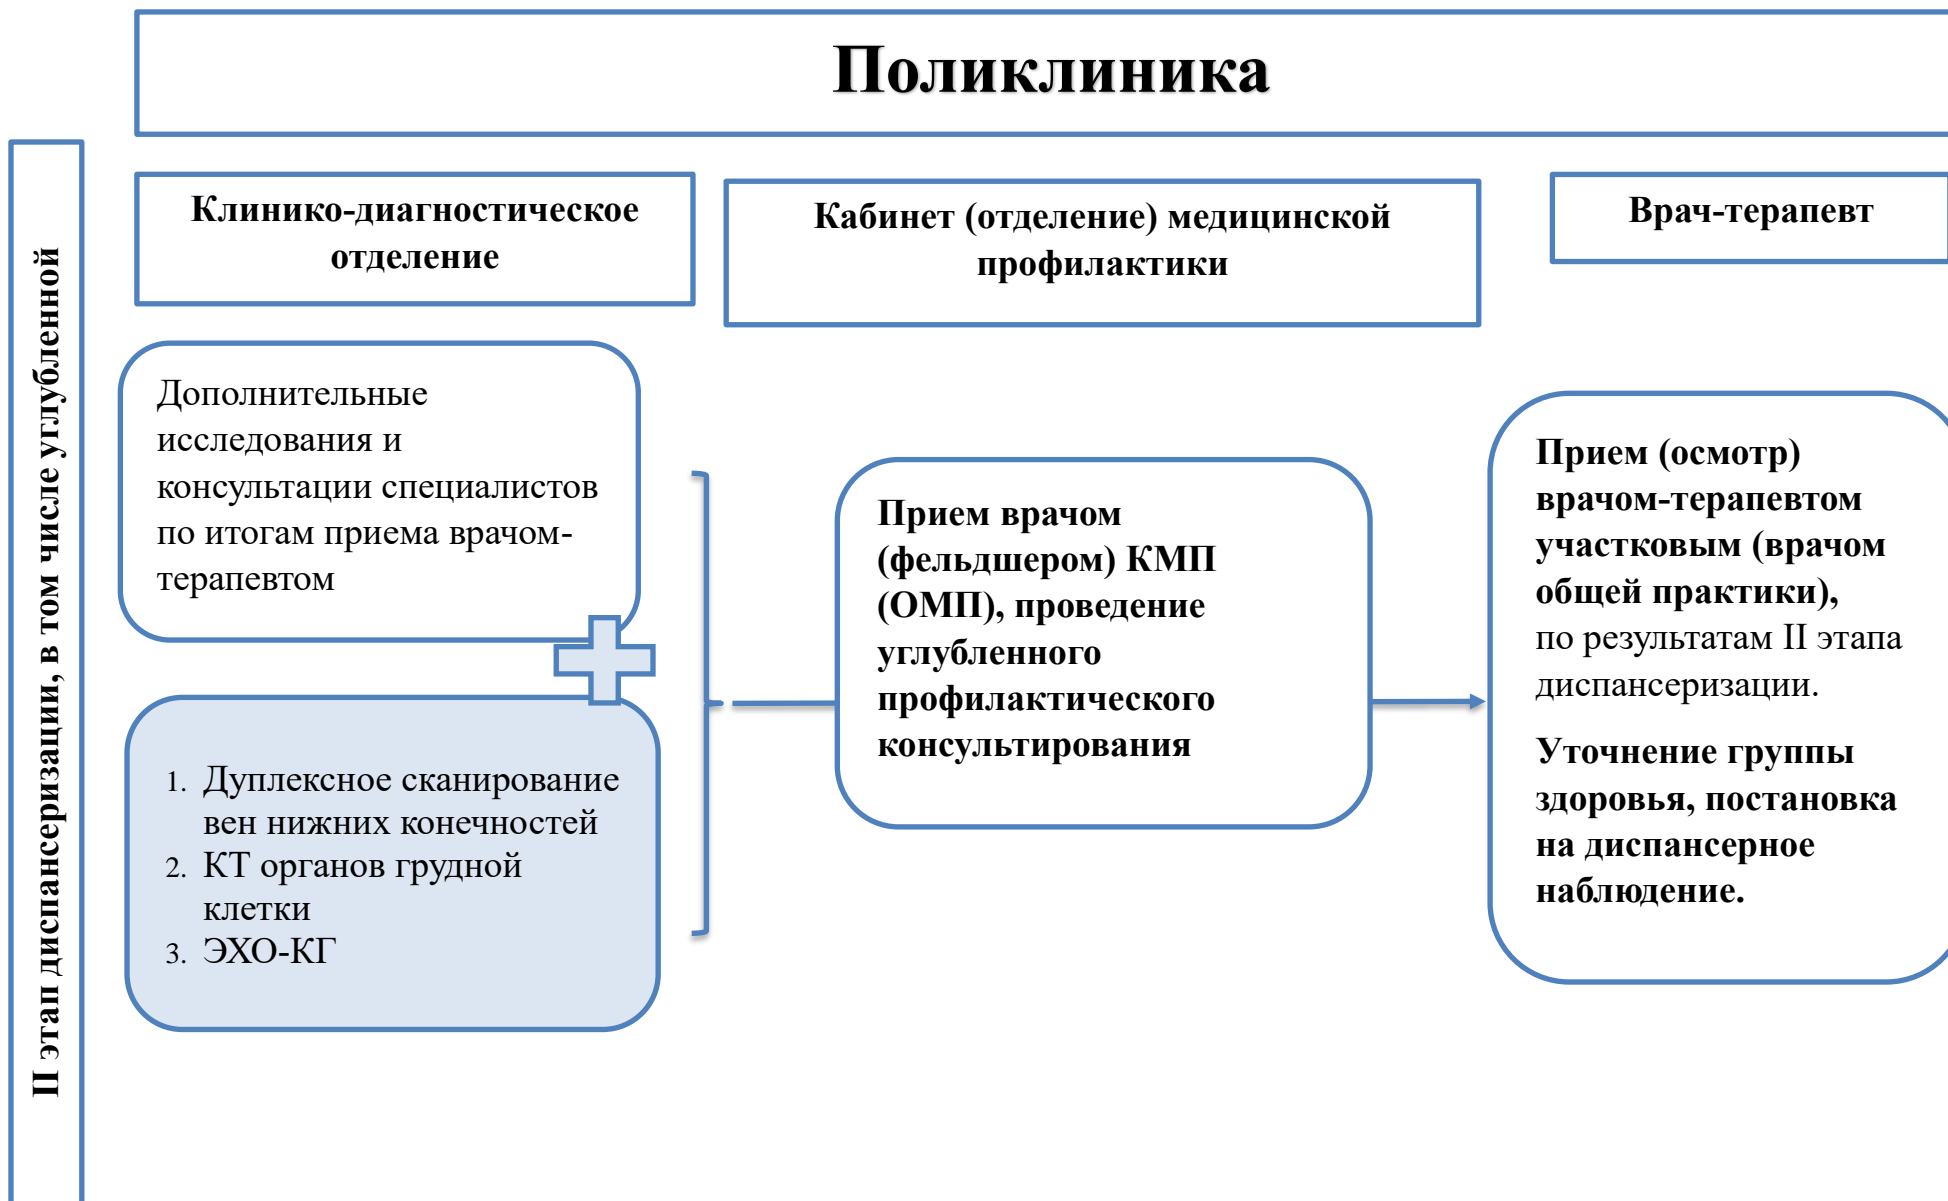 Поликлиника
II этап диспансеризации, в том числе углубленной
Клинико-диагностическое
отделение
Кабинет (отделение) медицинской
профилактики
Врач-терапевт
Дополнительные
исследования и
консультации специалистов
по итогам приема врачом-
терапевтом
1. Дуплексное сканирование
вен нижних конечностей
2. КТ органов грудной
клетки
3. ЭХО-КГ
Прием врачом
(фельдшером) КМП
(ОМП), проведение
углубленного
профилактического
консультирования
Прием (осмотр)
врачом-терапевтом
участковым (врачом
общей практики),
по результатам II этапа
диспансеризации.
Уточнение группы
здоровья, постановка
на диспансерное
наблюдение.